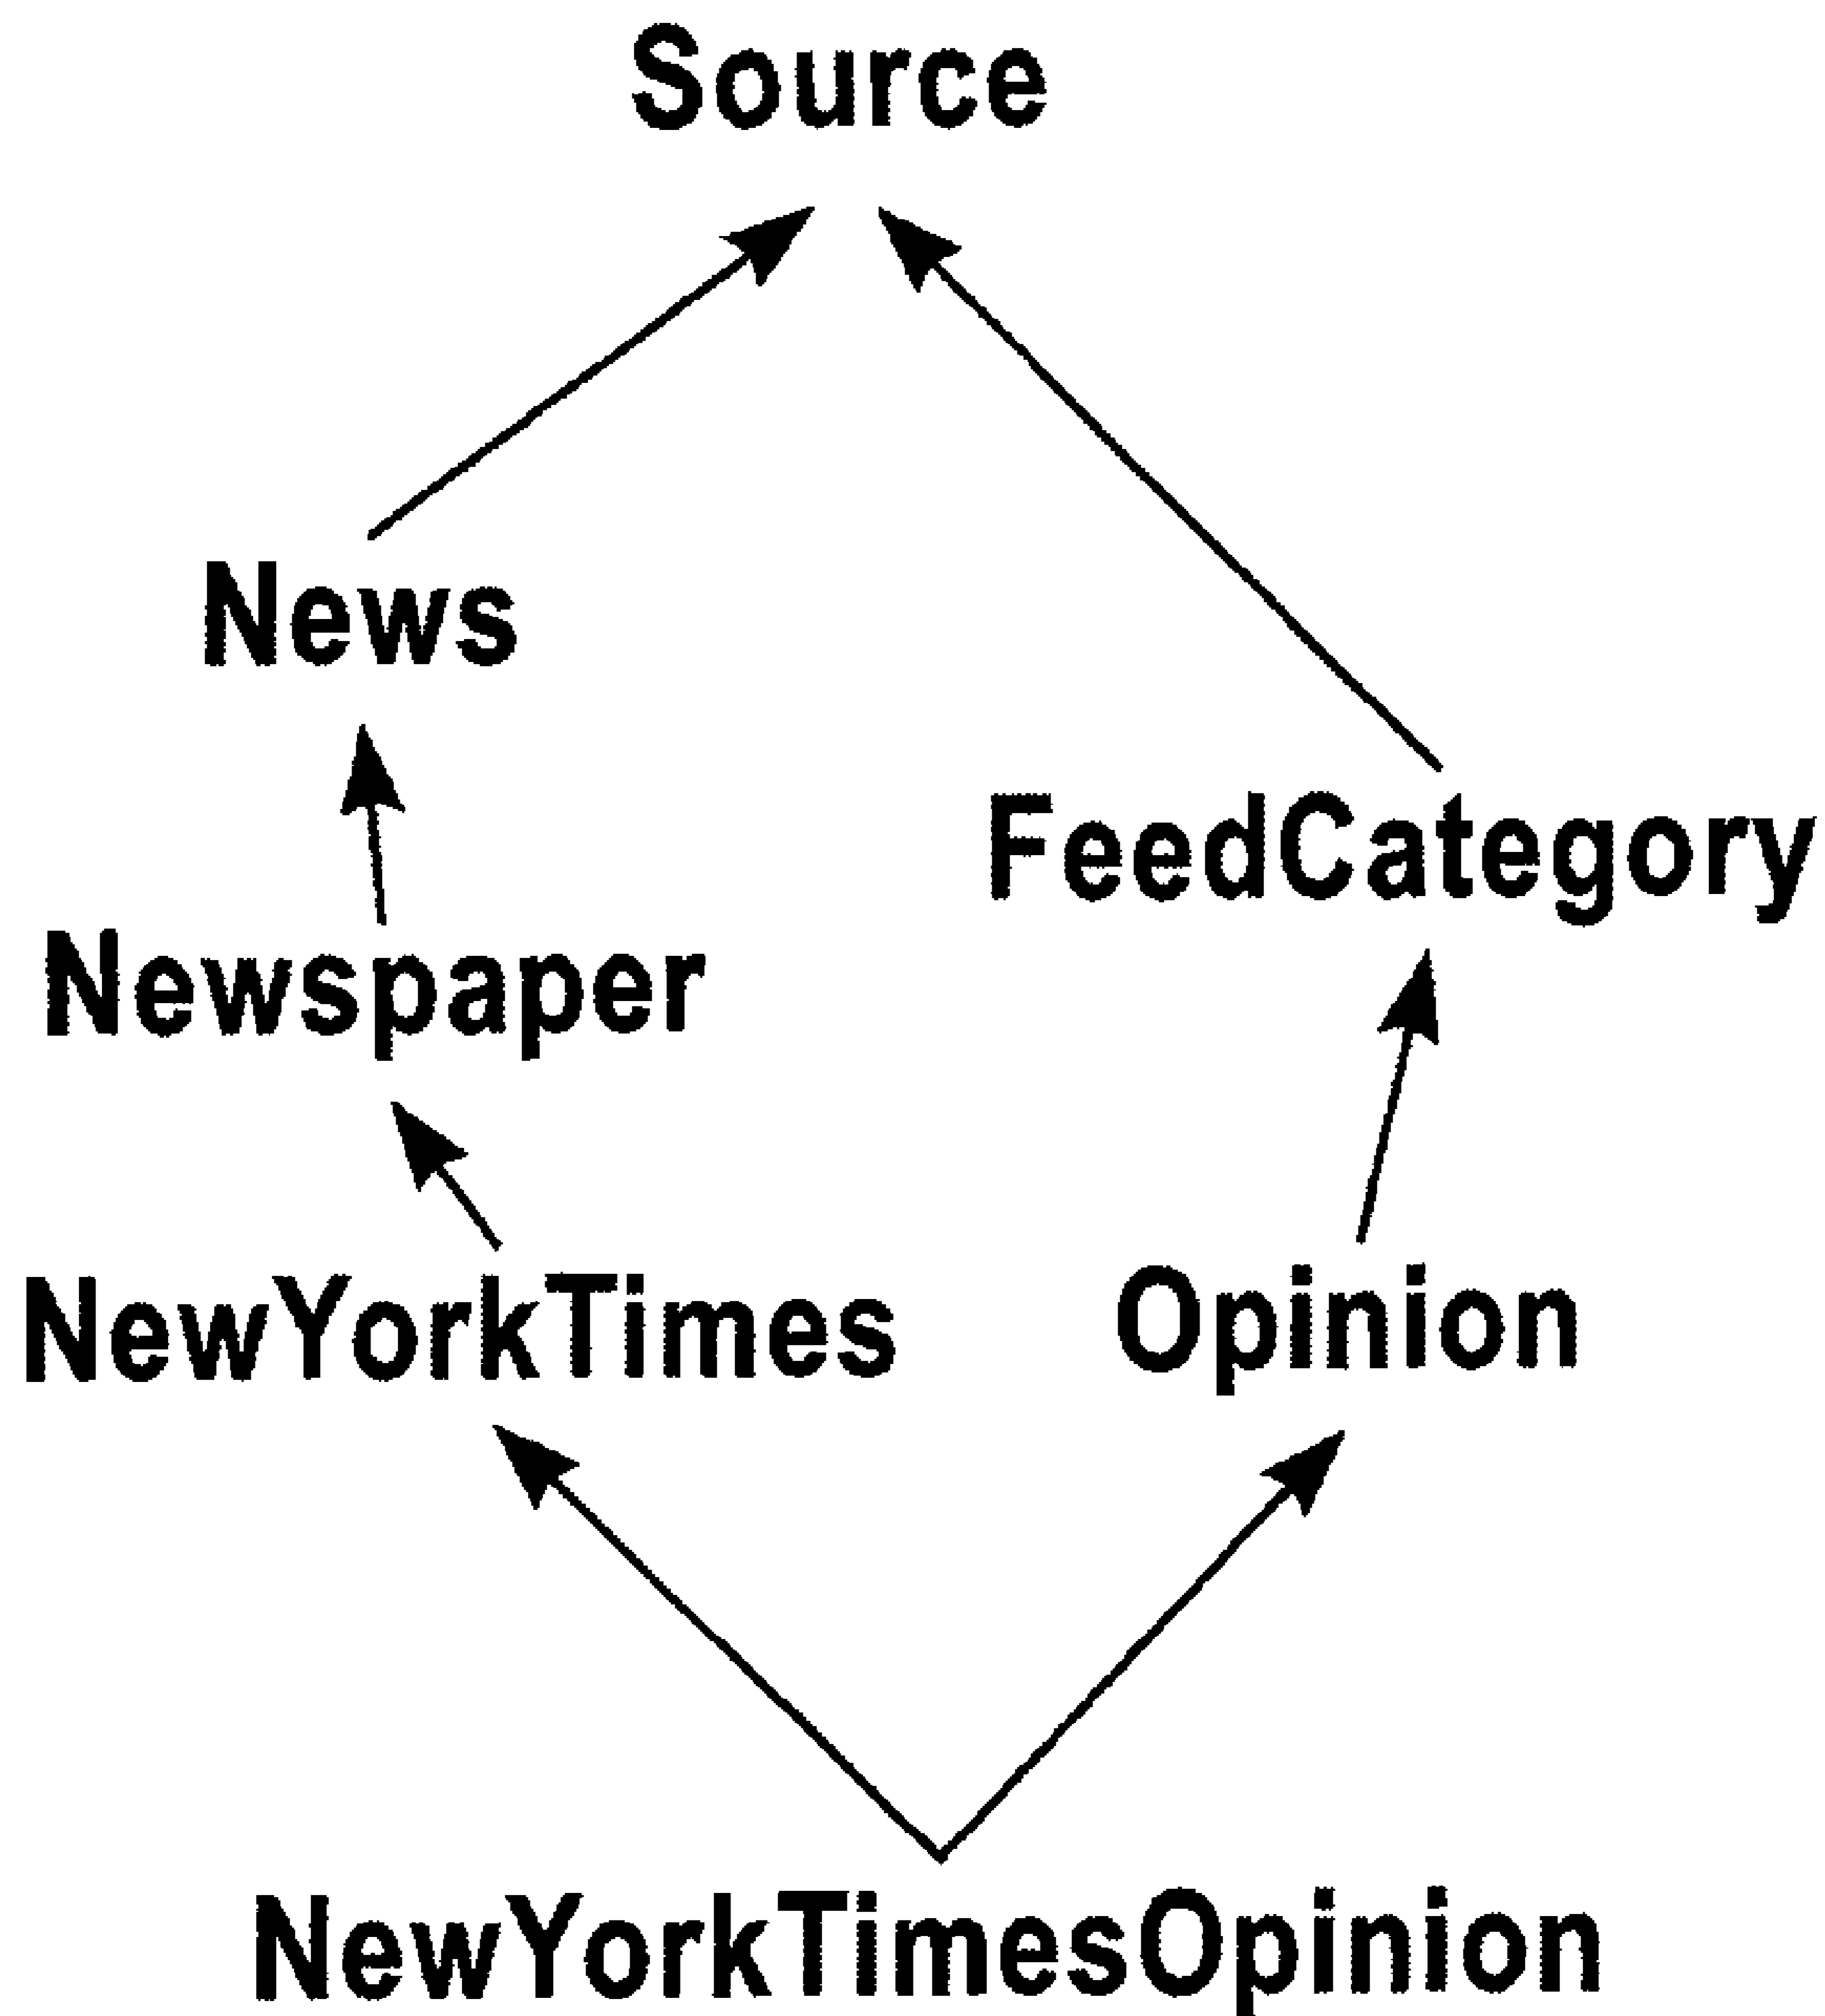 Source
News
FeedCategory
Newspaper
NewYorkTimes
Opinion
NewYorkTimesOpinion